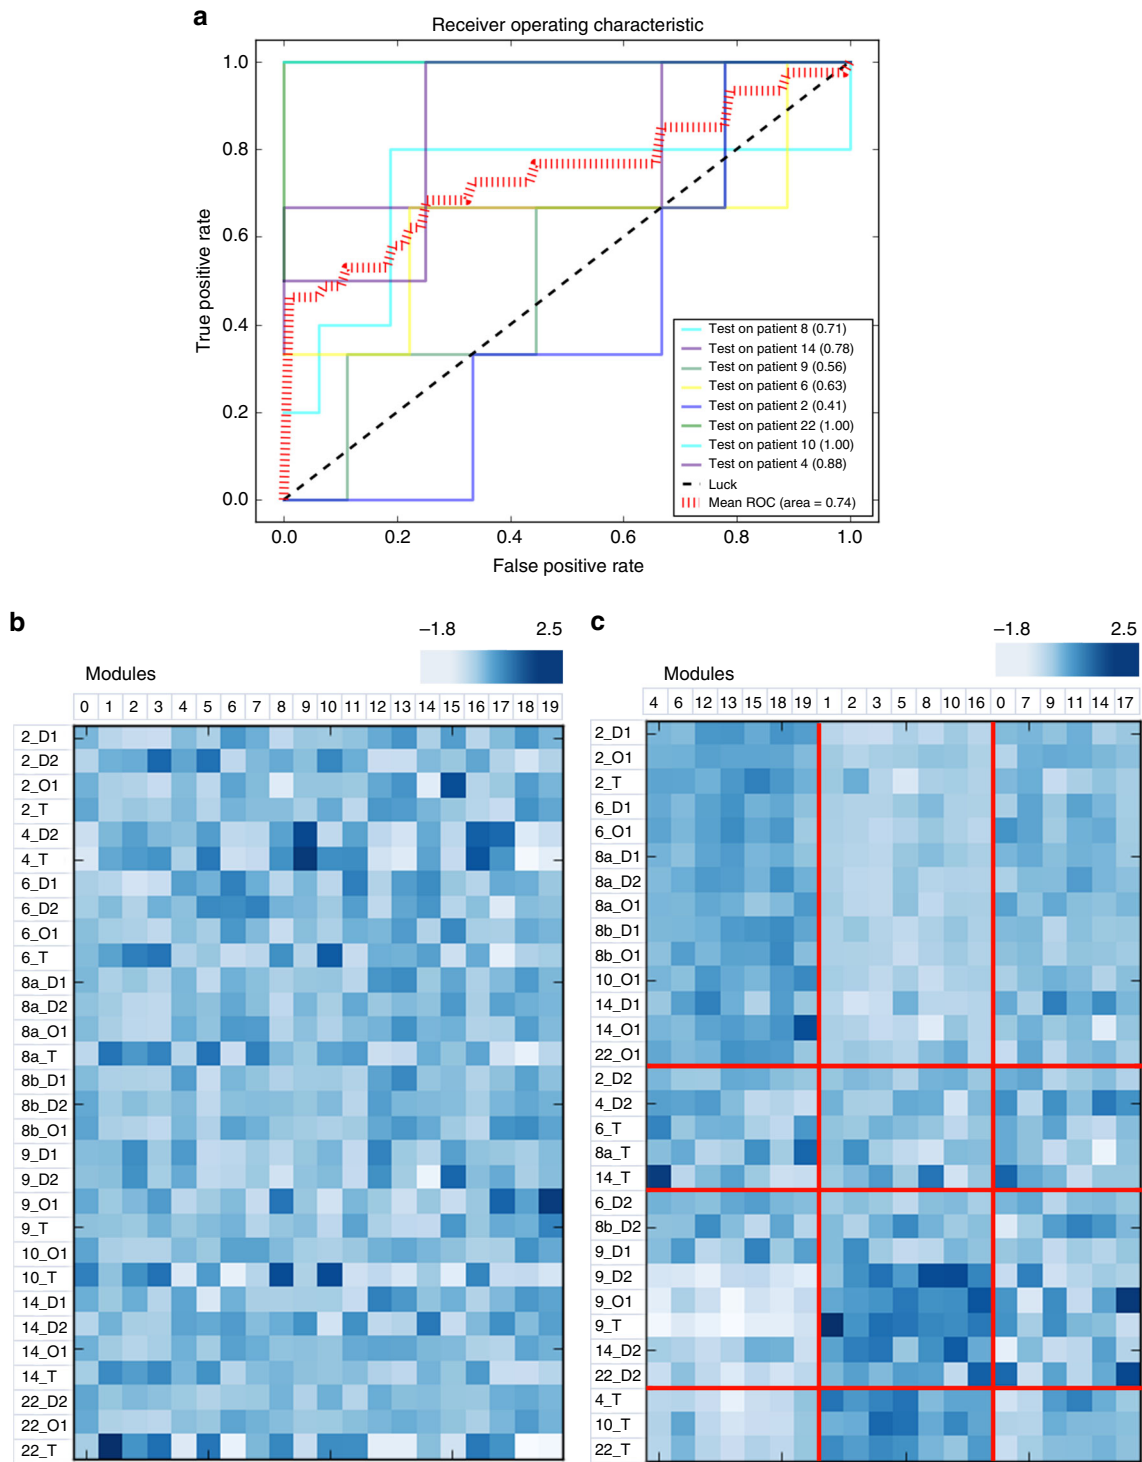 a
Receiver operating characteristic
1.0
0.8
0.6
0.4
0.2
0.0
True positive rate
0.0 0.2 0.4 0.6 0.8 1.0
False positive rate
Test on patient 8 (0.71)
Test on patient 14 (0.78)
Test on patient 9 (0.56)
Test on patient 6 (0.63)
Test on patient 2 (0.41)
Test on patient 22 (1.00)
Test on patient 10 (1.00)
Test on patient 4 (0.88)
Luck
Mean ROC (area = 0.74)
b
–1.8 2.5
Modules
0 1 2 3 4 5 6 7 8 9 10 11 12 13 14 15 16 17 18 19
2_D1
2_D2
2_O1
2_T
4_D2
4_T
6_D1
6_D2
6_O1
6_T
8a_D1
8a_D2
8a_O1
8a_T
8b_D1
8b_D2
8b_O1
9_D1
9_D2
9_O1
9_T
10_O1
10_T
14_D1
14_D2
14_O1
14_T
22_D2
22_O1
22_T
c
–1.8 2.5
Modules
4 6 12 13 15 18 19 1 2 3 5 8 10 16 0 7 9 11 14 17
2_D1
2_O1
2_T
6_D1
6_O1
8a_D1
8a_D2
8a_O1
8b_D1
8b_O1
10_O1
14_D1
14_O1
22_O1
2_D2
4_D2
6_T
8a_T
14_T
6_D2
8b_D2
9_D1
9_D2
9_O1
9_T
14_D2
22_D2
4_T
10_T
22_T